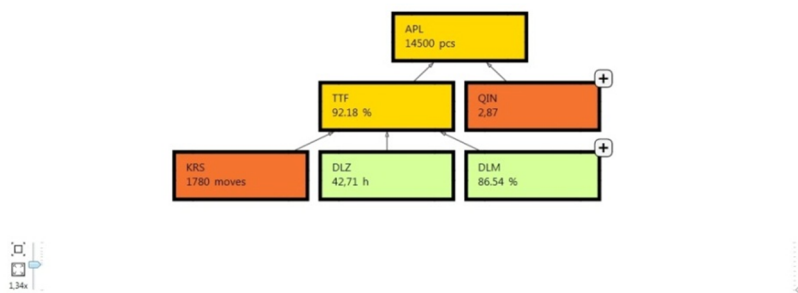 APL
14500 pcs
TTF
92.18 %
QIN
2,87
KRS
1780 moves
DLZ
42,71 h
DLM
86.54 %
1,34x